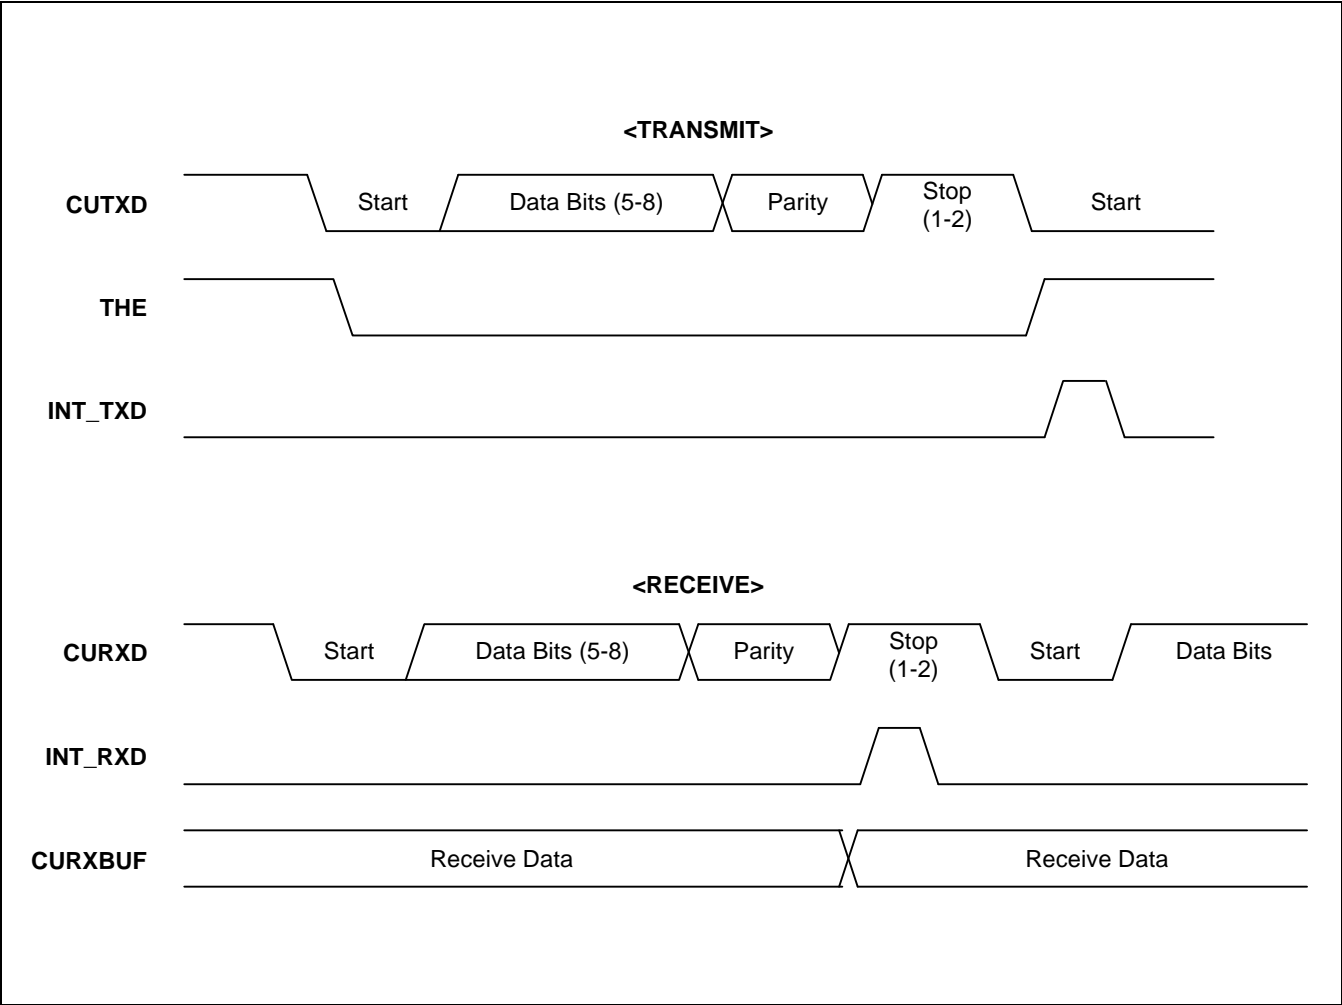 <TRANSMIT>
CUTXD
Start
Data Bits (5-8)
Parity
Stop
(1-2)
Start
THE
INT_TXD
<RECEIVE>
CURXD
Start
Data Bits (5-8)
Parity
Stop
(1-2)
Start
Data Bits
INT_RXD
CURXBUF
Receive Data
Receive Data